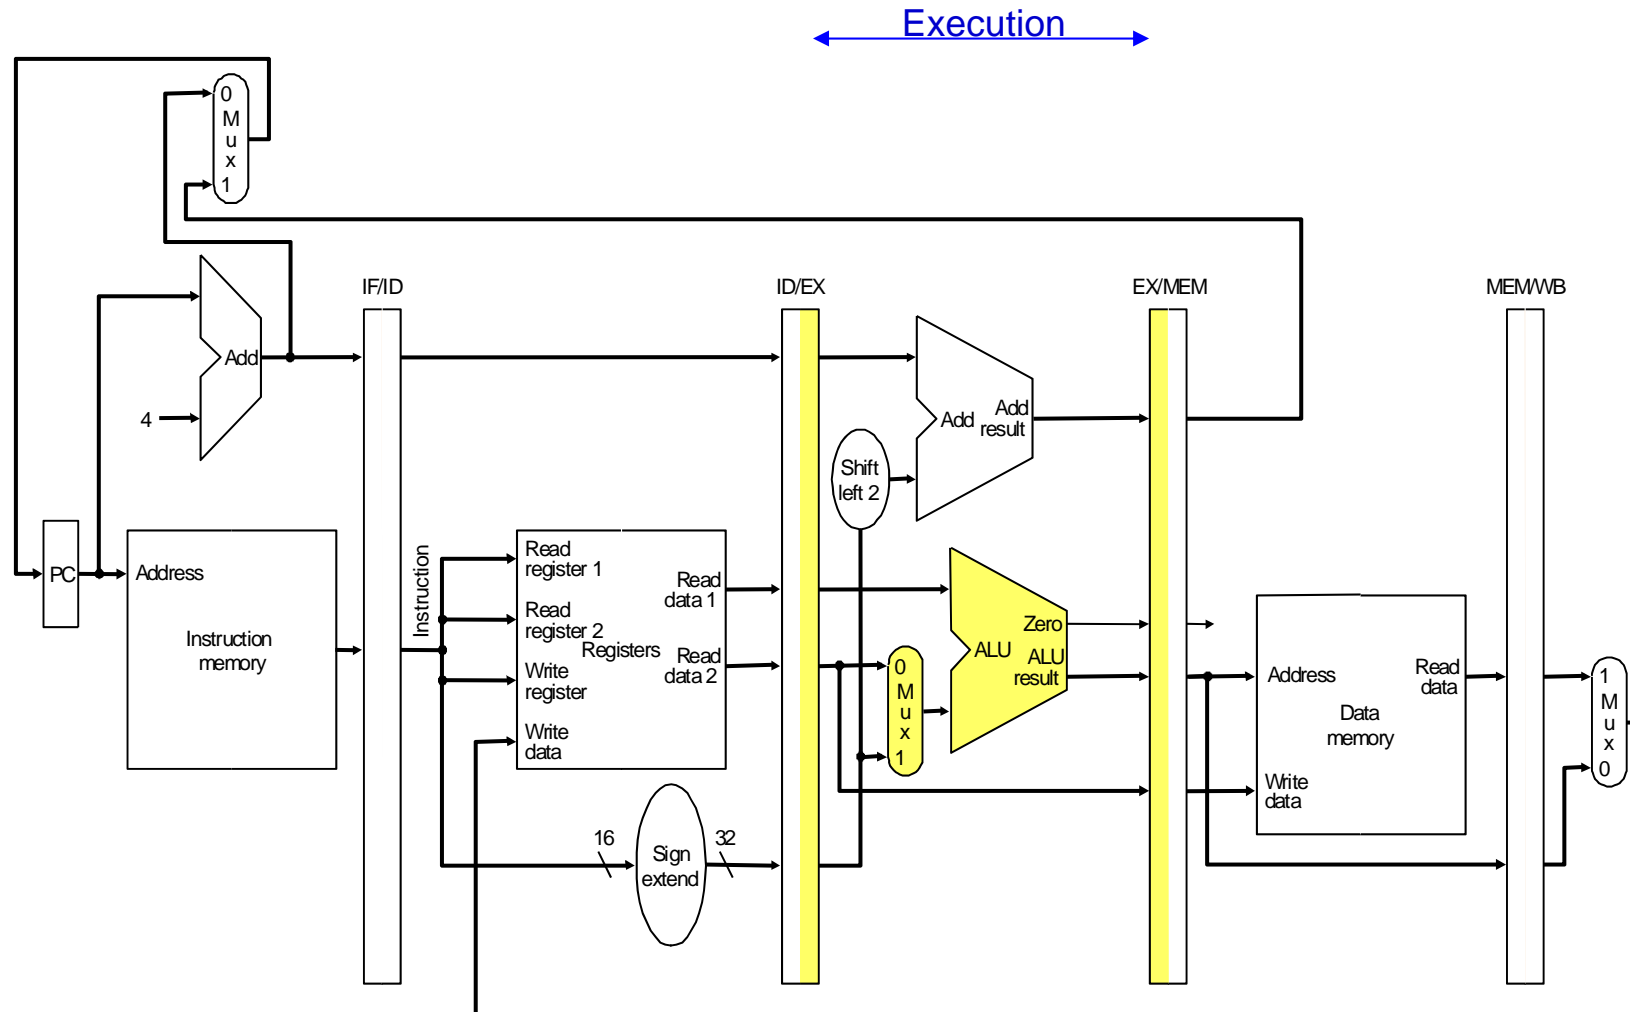 Execution
0
M
u
x
1
Add
4
PC
Address
Instruction
memory
IF/ID
Instruction
Read
register 1
Read
register 2
Write
register
Write
data
Registers
Read
data 1
Read
data 2
16
Sign
extend
32
ID/EX
Shift
left 2
Add
Add
result
0
M
u
x
1
ALU
Zero
ALU
result
EX/MEM
Address
Write
data
Data
memory
Read
data
MEM/WB
1
M
u
x
0